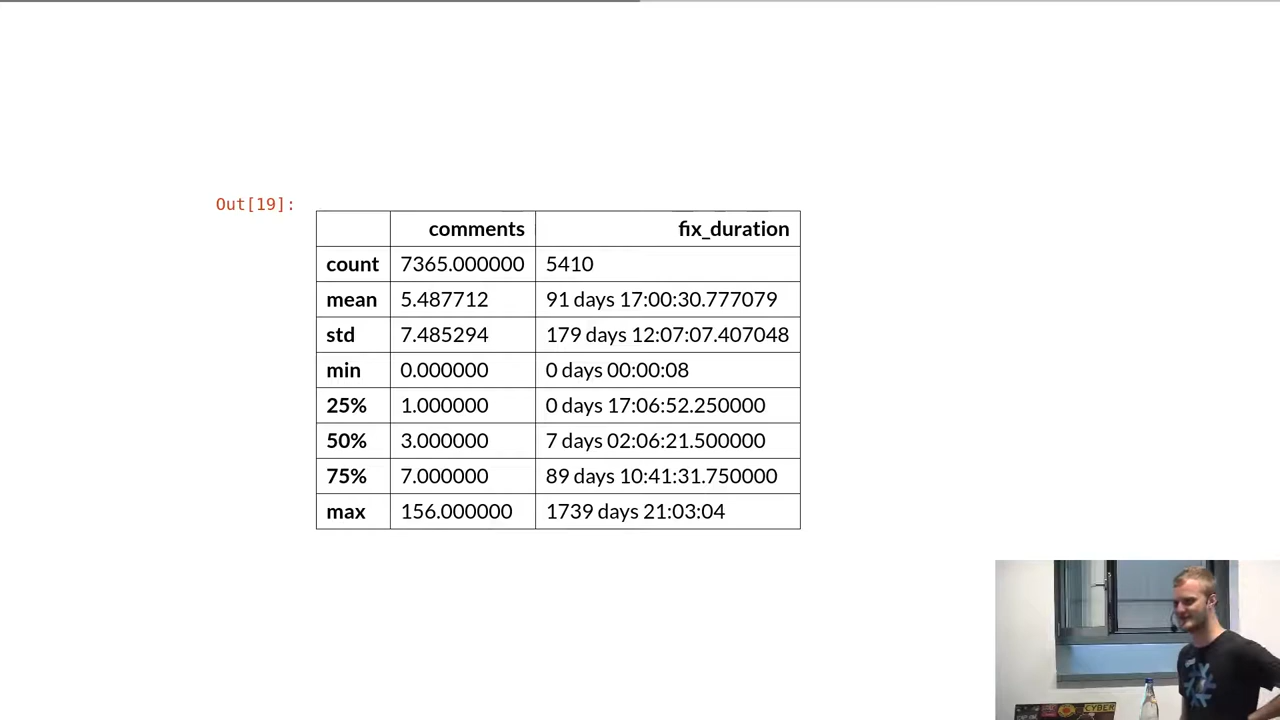 Out[19]:
comments fix_duration
count 7365.000000 5410
mean 5.487712 91 days 17:00:30.777079
std 7.485294 179 days 12:07:07.407048
min 0.000000 0 days 00:00:08
25% 1.000000 0 days 17:06:52.250000
50% 3.000000 7 days 02:06:21.500000
75% 7.000000 89 days 10:41:31.750000
max 156.000000 1739 days 21:03:04
CYBER